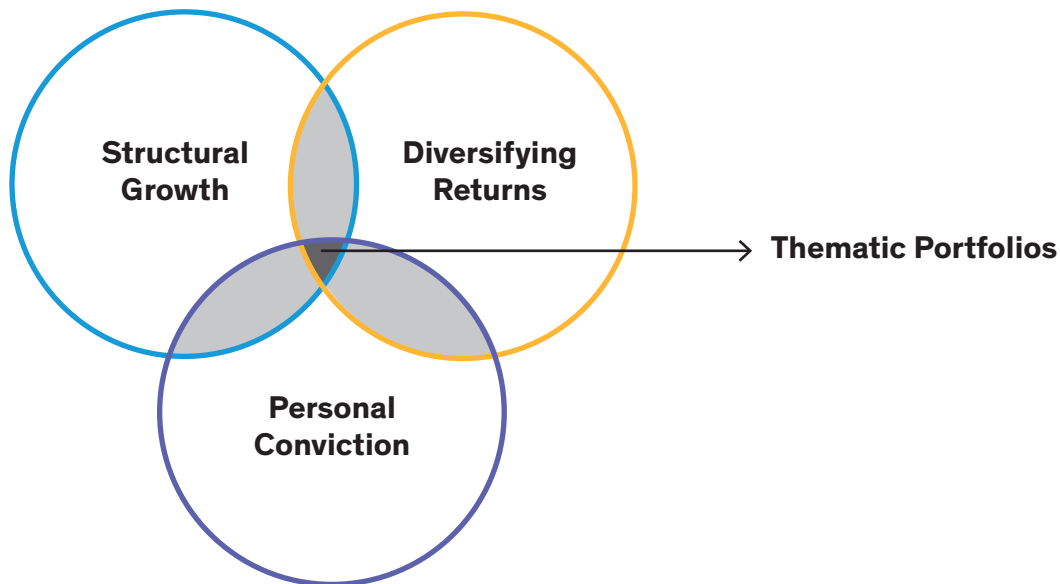 Structural
Growth
Diversifying
Returns
Thematic Portfolios
Personal
Conviction